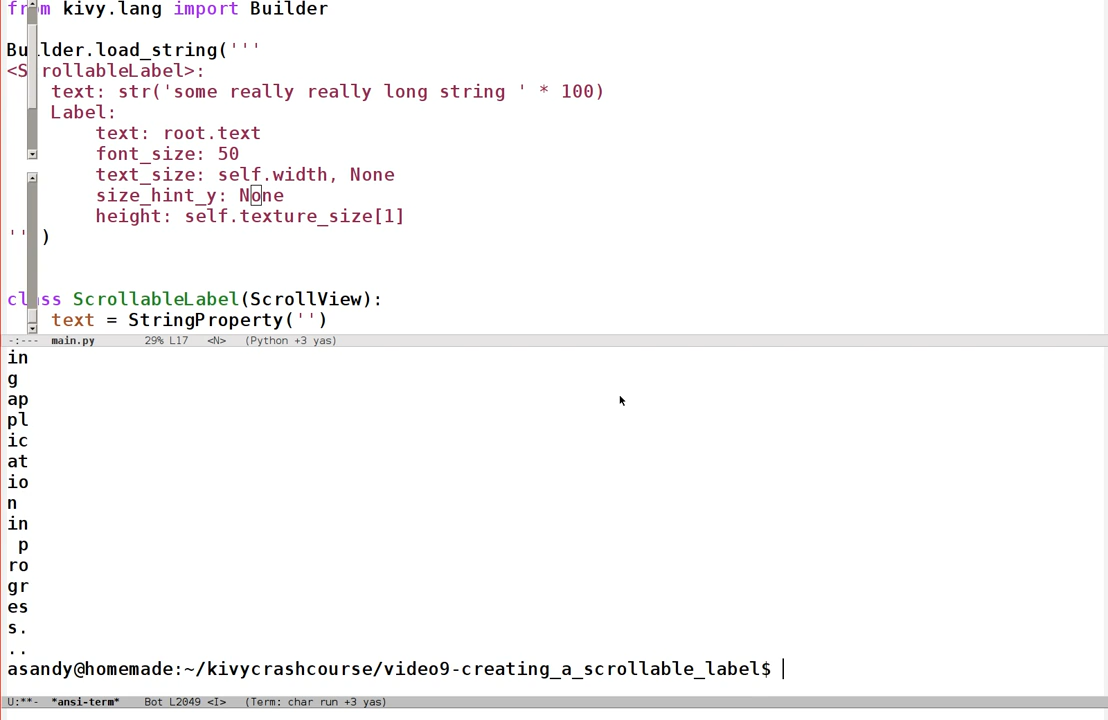 from kivy.lang import Builder
Builder.load_string('''
<ScrollableLabel>:
text: str('some really really long string ' * 100)
Label:
text: root.text
font_size: 50
text_size: self.width, None
size_hint_y: None
height: self.texture_size[1]
''')
class ScrollableLabel(ScrollView):
text = StringProperty('')
-:--- main.py 29% L17 <N> (Python +3 yas)
in
g
ap
pl
ic
at
io
n
in
p
ro
gr
es
s.
..
asandy@homemade:~/kivycrashcourse/video9-creating_a_scrollable_label$
U:**- *ansi-term* Bot L2049 <I> (Term: char run +3 yas)